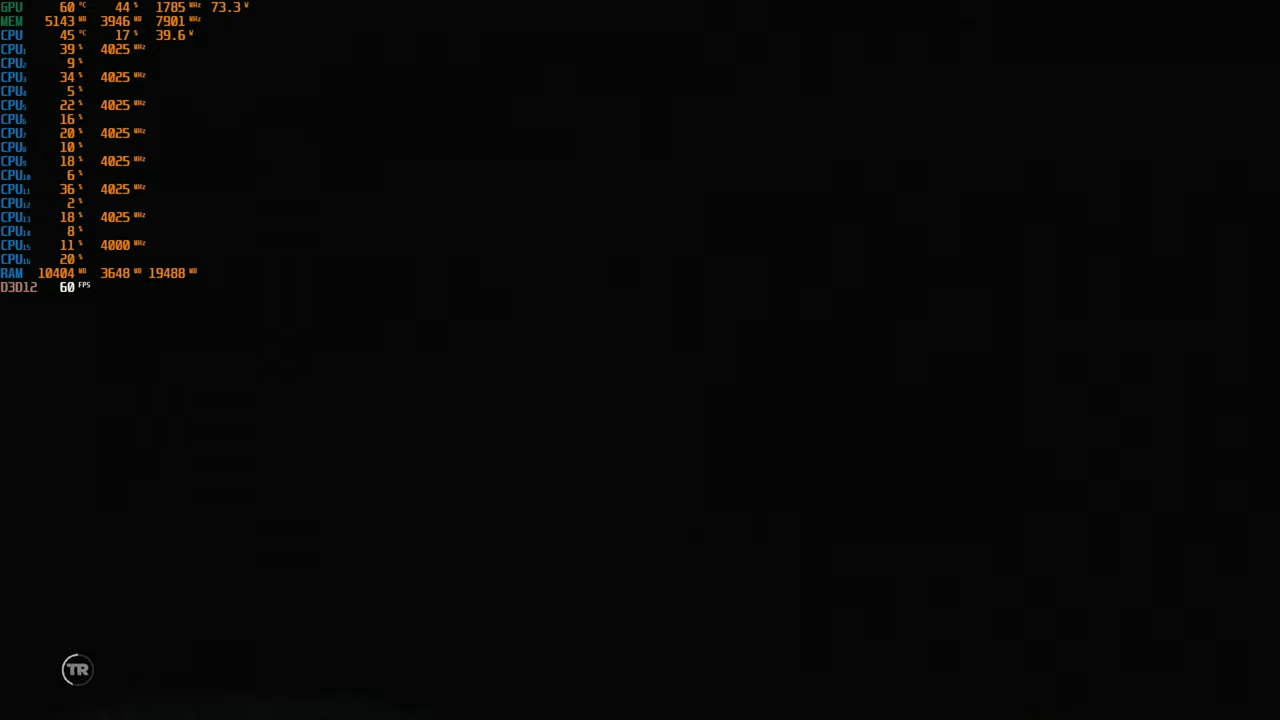 GPU 60 °C 44 % 1785 MHz 73.3 W
MEM 5143 MB 3946 MB 7901 MHz
CPU 45 °C 17 % 39.6 W
CPU1 39 % 4025 MHz
CPU2 9 %
CPU3 34 % 4025 MHz
CPU4 5 %
CPU5 22 % 4025 MHz
CPU6 16 %
CPU7 20 % 4025 MHz
CPU8 10 %
CPU9 18 % 4025 MHz
CPU10 6 %
CPU11 36 % 4025 MHz
CPU12 2 %
CPU13 18 % 4025 MHz
CPU14 8 %
CPU15 11 % 4000 MHz
CPU16 20 %
RAM 10404 MB 3648 MB 19488 MB
D3D12 60 FPS
TR